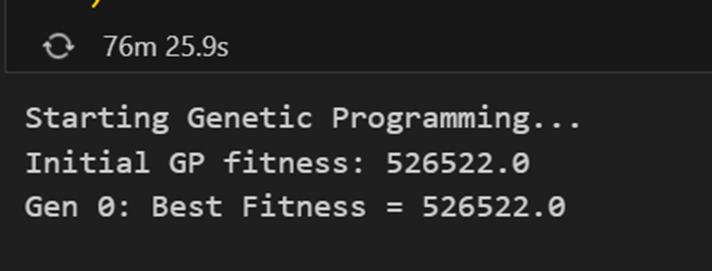 76m 25.9s
Starting Genetic Programming...
Initial GP fitness: 526522.0
Gen 0: Best Fitness = 526522.0